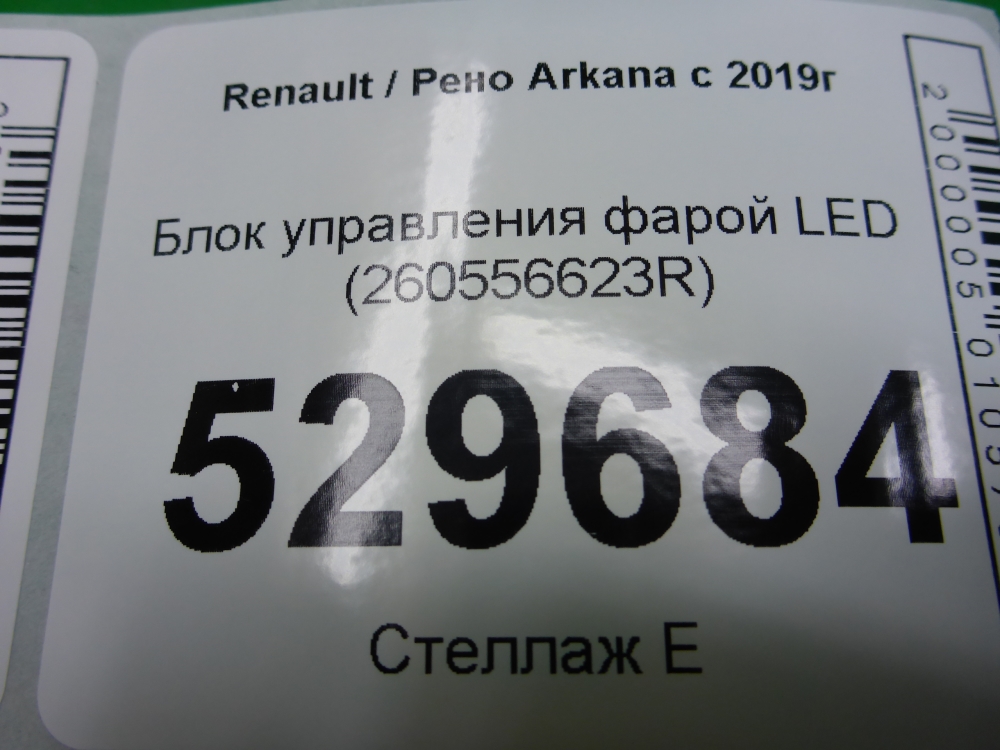 Renault / Рено Arkana с 2019г
Блок управления фарой LED
(260556623R)
529684
Стеллаж Е